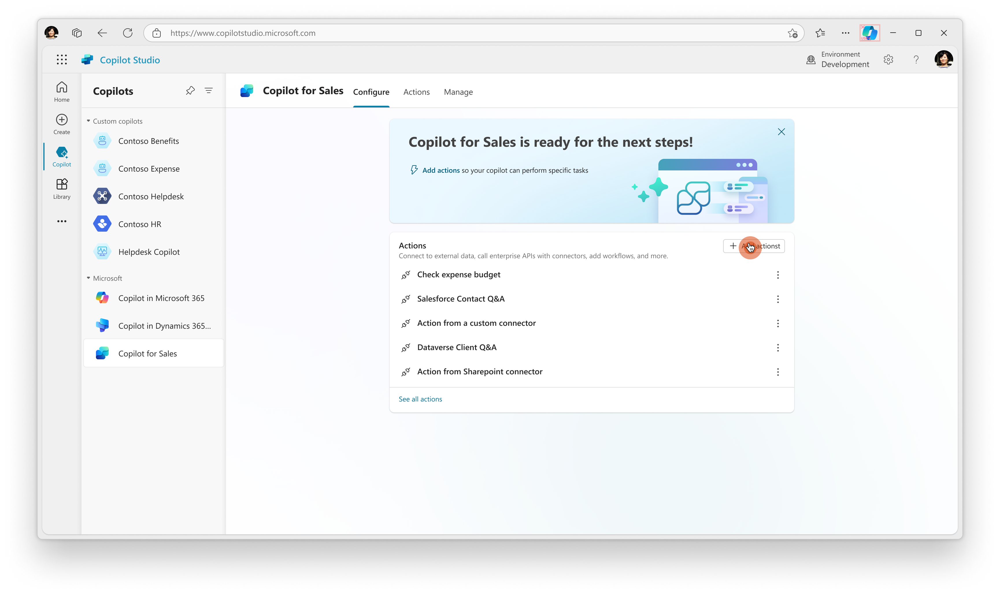 https://www.copilotstudio.microsoft.com
Copilot Studio
Environment
Development
Home
Create
Copilot
Library
Copilots
Custom copilots
Contoso Benefits
Contoso Expense
Contoso Helpdesk
Contoso HR
Helpdesk Copilot
Microsoft
Copilot in Microsoft 365
Copilot in Dynamics 365...
Copilot for Sales
Copilot for Sales
Configure
Actions
Manage
Copilot for Sales is ready for the next steps!
Add actions so your copilot can perform specific tasks
Actions
actionst
Connect to external data, call enterprise APIs with connectors, add workflows, and more.
Check expense budget
Salesforce Contact Q&A
Action from a custom connector
Dataverse Client Q&A
Action from Sharepoint connector
See all actions